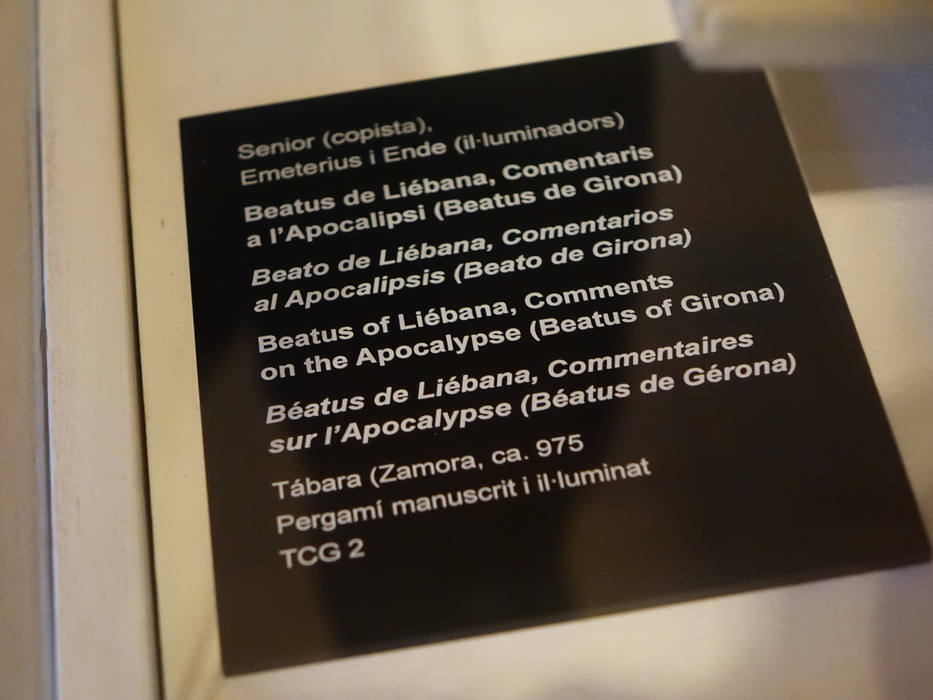 Senior (copista),
Emeterius i Ende (il·luminadors)
Beatus de Liébana, Comentaris
a l'Apocalipsi (Beatus de Girona)
Beato de Liébana, Comentarios
al Apocalipsis (Beato de Girona)
Beatus of Liébana, Comments
on the Apocalypse (Beatus of Girona)
Béatus de Liébana, Commentaires
sur l'Apocalypse (Béatus de Gérona)
Tábara (Zamora, ca. 975
Pergamí manuscrit i il·luminat
TCG 2